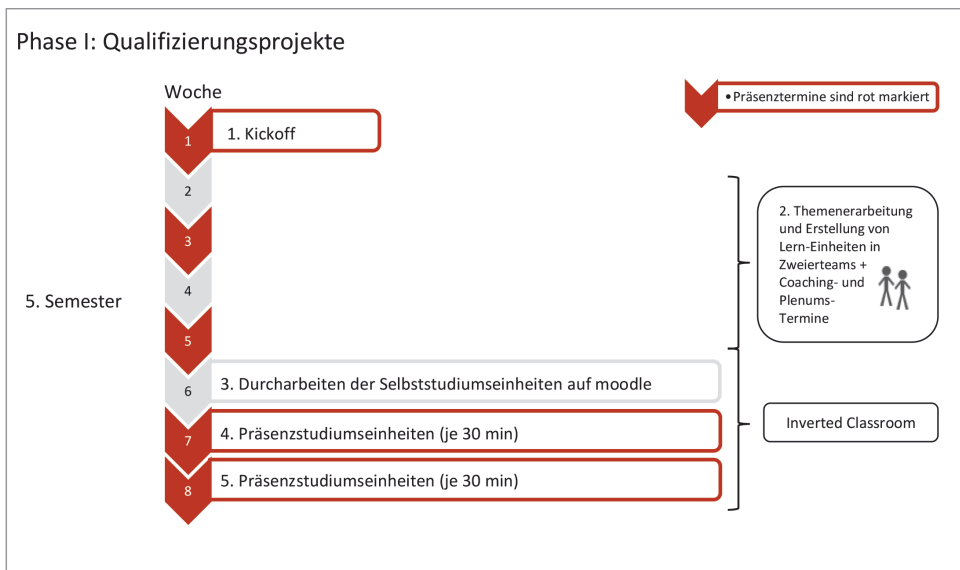 Phase I: Qualifizierungsprojekte
Woche
•Präsenztermine sind rot markiert
1
1. Kickoff
2
3
4
5
6
7
8
5. Semester
2. Themenerarbeitung
und Erstellung von
Lern-Einheiten in
Zweierteams +
Coaching- und
Plenums-
Termine
3. Durcharbeiten der Selbststudiumseinheiten auf moodle
4. Präsenzstudiumseinheiten (je 30 min)
5. Präsenzstudiumseinheiten (je 30 min)
Inverted Classroom